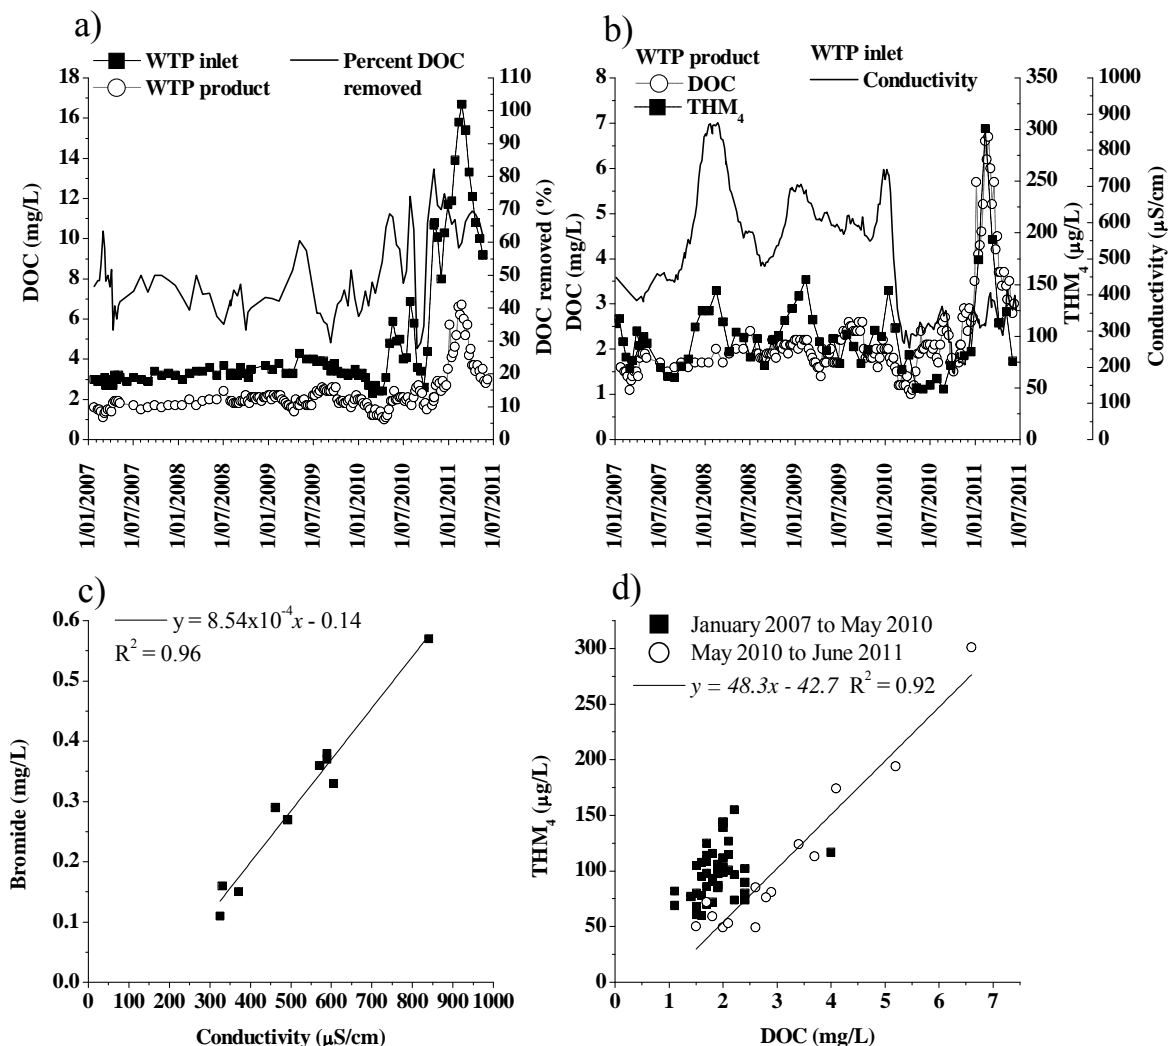 a)
WTP inlet
Percent DOC
WTP product
removed
18
16
14
12
10
8
6
4
2
0
DOC (mg/L)
110
100
90
80
70
60
50
40
30
20
10
0
DOC removed (%)
1/01/2007
1/07/2007
1/01/2008
1/07/2008
1/01/2009
1/07/2009
1/01/2010
1/07/2010
1/01/2011
1/07/2011
b)
WTP product
WTP inlet
DOC
Conductivity
THM4
8
7
6
5
4
3
2
1
0
DOC (mg/L)
350
300
250
200
150
100
50
0
THM4 (µg/L)
1000
900
800
700
600
500
400
300
200
100
0
Conductivity (µS/cm)
1/01/2007
1/07/2007
1/01/2008
1/07/2008
1/01/2009
1/07/2009
1/01/2010
1/07/2010
1/01/2011
1/07/2011
c)
y = 8.54x10-4x - 0.14
R2 = 0.96
0.6
0.5
0.4
0.3
0.2
0.1
0.0
Bromide (mg/L)
0 100 200 300 400 500 600 700 800 900 1000
Conductivity (µS/cm)
d)
January 2007 to May 2010
May 2010 to June 2011
y = 48.3x - 42.7 R2 = 0.92
300
250
200
150
100
50
0
THM4 (µg/L)
0 1 2 3 4 5 6 7
DOC (mg/L)